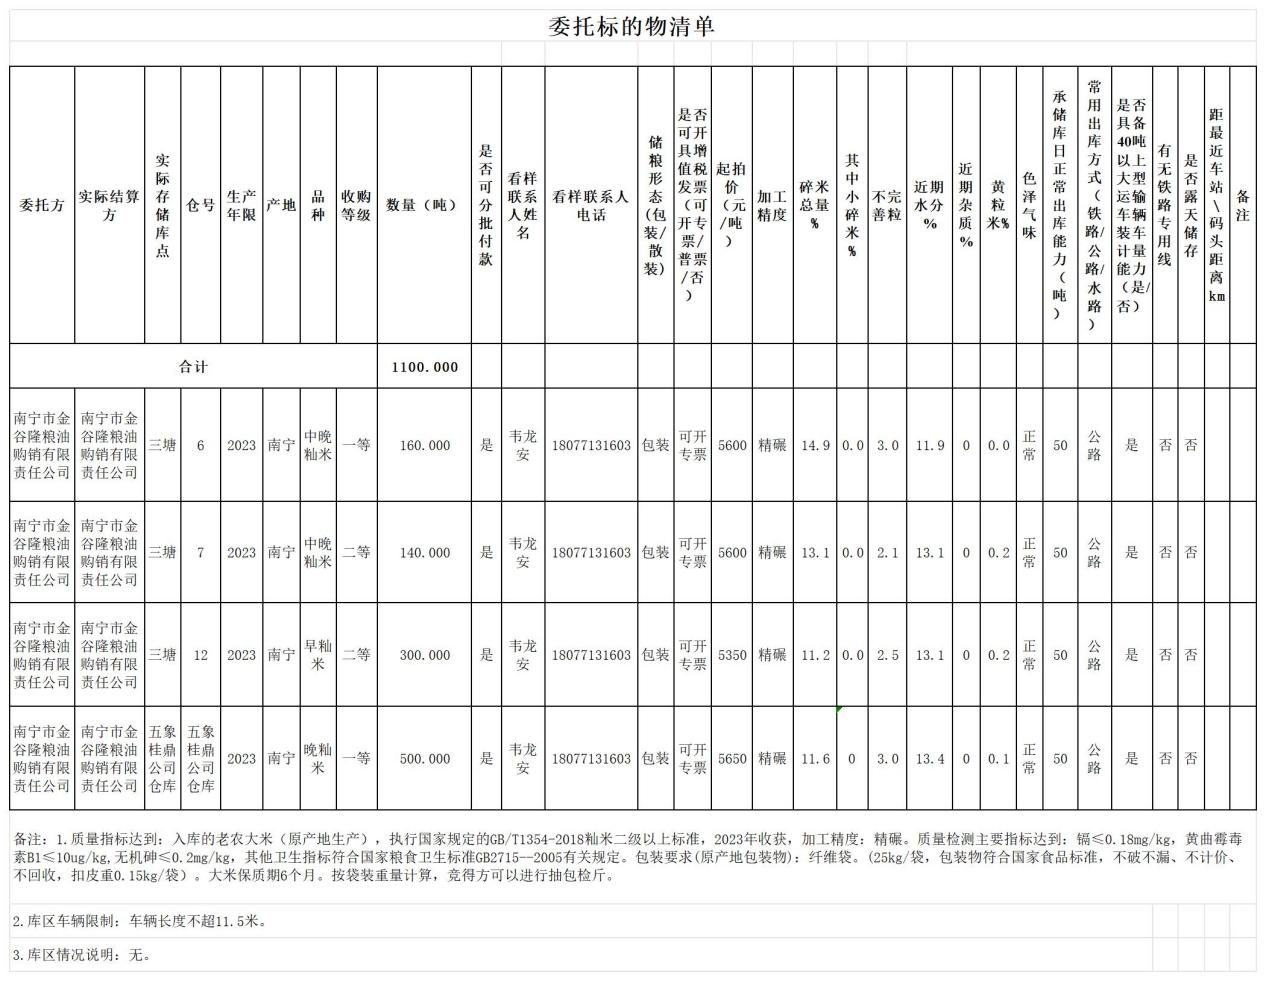 委托标的物清单
委托方 实际结算方 实际存储库点 仓号 生产年限 产地 品种 收购等级 数量（吨） 是否可分批付款 看样联系人姓名 看样联系人电话 储粮形态(包装/散装) 是否可开具增值税发票（可开专票/普票/否） 起拍价（元/吨） 加工精度 碎米总量% 其中小碎米% 不完善粒 近期水分% 近期杂质% 黄粒米% 色泽气味 承储库日正常出库能力（吨） 常用出库方式（铁路/公路/水路） 是否具备40吨以上大型运输车辆装车计量能力（是/否） 有无铁路专用线 是否露天储存 距最近车站\码头距离km 备注
合计 1100.000
南宁市金谷隆粮油购销有限责任公司 南宁市金谷隆粮油购销有限责任公司 三塘 6 2023 南宁 中晚籼米 一等 160.000 是 韦龙安 18077131603 包装 可开专票 5600 精碾 14.9 0.0 3.0 11.9 0 0.0 正常 50 公路 是 否 否
南宁市金谷隆粮油购销有限责任公司 南宁市金谷隆粮油购销有限责任公司 三塘 7 2023 南宁 中晚籼米 二等 140.000 是 韦龙安 18077131603 包装 可开专票 5600 精碾 13.1 0.0 2.1 13.1 0 0.2 正常 50 公路 是 否 否
南宁市金谷隆粮油购销有限责任公司 南宁市金谷隆粮油购销有限责任公司 三塘 12 2023 南宁 早籼米 二等 300.000 是 韦龙安 18077131603 包装 可开专票 5350 精碾 11.2 0.0 2.5 13.1 0 0.2 正常 50 公路 是 否 否
南宁市金谷隆粮油购销有限责任公司 南宁市金谷隆粮油购销有限责任公司 五象桂鼎公司仓库 五象桂鼎公司仓库 2023 南宁 晚籼米 一等 500.000 是 韦龙安 18077131603 包装 可开专票 5650 精碾 11.6 0 3.0 13.4 0 0.1 正常 50 公路 是 否 否
备注：1.质量指标达到：入库的老农大米（原产地生产），执行国家规定的GB/T1354-2018籼米二级以上标准，2023年收获，加工精度：精碾。质量检测主要指标达到：镉≤0.18mg/kg，黄曲霉毒
素B1≤10ug/kg,无机砷≤0.2mg/kg，其他卫生指标符合国家粮食卫生标准GB2715--2005有关规定。包装要求(原产地包装物)：纤维袋。(25kg/袋，包装物符合国家食品标准，不破不漏、不计价、
不回收，扣皮重0.15kg/袋）。大米保质期6个月。按袋装重量计算，竞得方可以进行抽包检斤。
2.库区车辆限制：车辆长度不超11.5米。
3.库区情况说明：无。